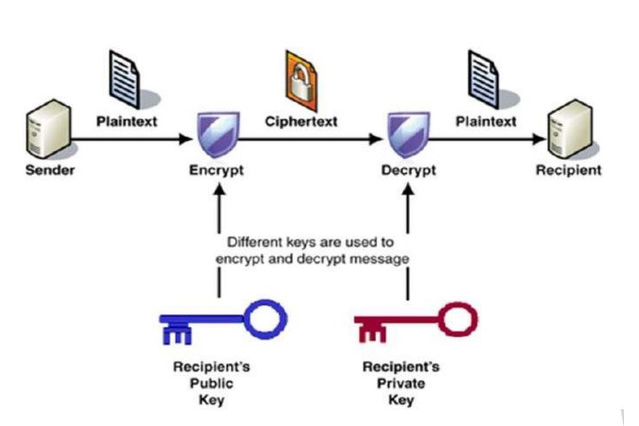 Plaintext
Ciphertext
Plaintext
Sender
Encrypt
Decrypt
Recipient
Different keys are used to
encrypt and decrypt message
Recipient's
Public
Key
Recipient's
Private
Key